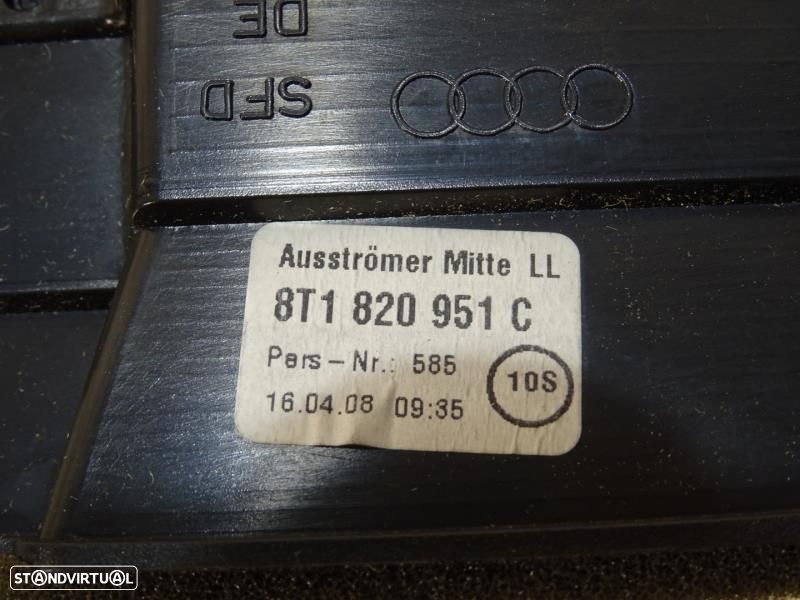 DE
SFD
Ausströmer Mitte LL
8T1 820 951 C
Pers-Nr.: 585
10S
16.04.08 09:35
STANDVIRTUAL